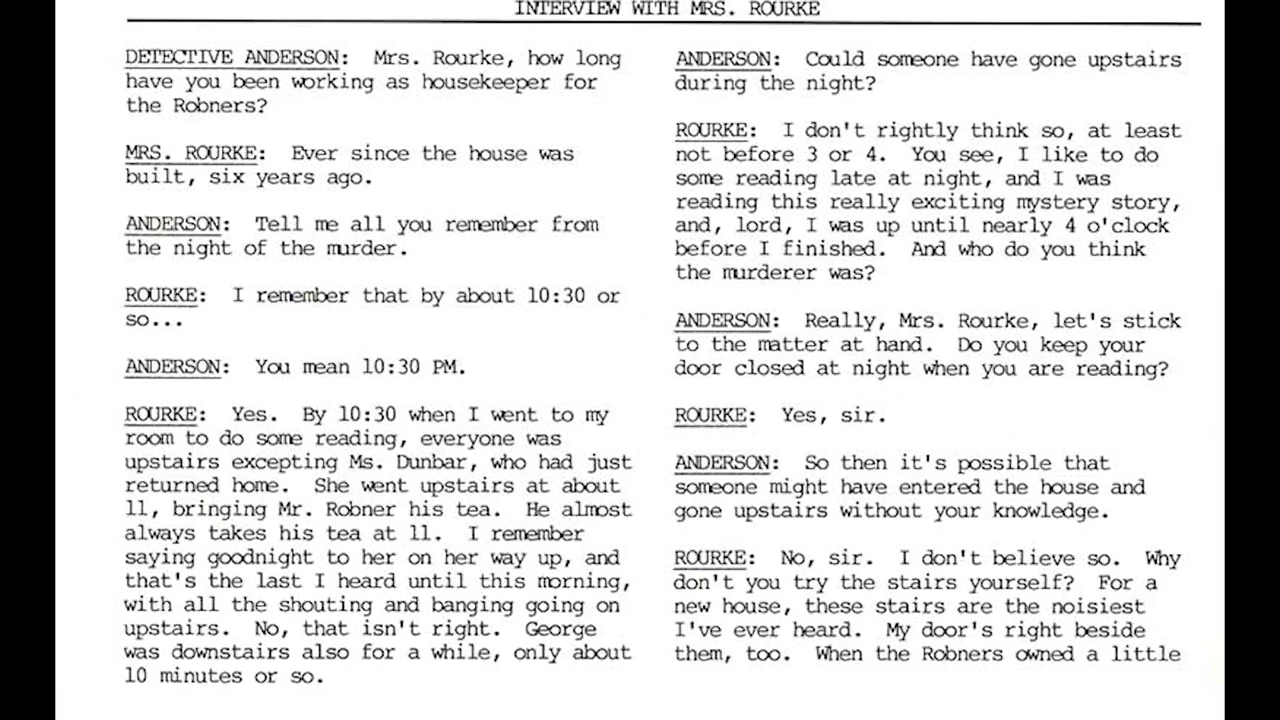 INTERVIEW WITH MRS. ROURKE
DETECTIVE ANDERSON: Mrs. Rourke, how long
have you been working as housekeeper for
the Robners?
MRS. ROURKE: Ever since the house was
built, six years ago.
ANDERSON: Tell me all you remember from
the night of the murder.
ROURKE: I remember that by about 10:30 or
so...
ANDERSON: You mean 10:30 PM.
ROURKE: Yes. By 10:30 when I went to my
room to do some reading, everyone was
upstairs excepting Ms. Dunbar, who had just
returned home. She went upstairs at about
11, bringing Mr. Robner his tea. He almost
always takes his tea at 11. I remember
saying goodnight to her on her way up, and
that's the last I heard until this morning,
with all the shouting and banging going on
upstairs. No, that isn't right. George
was downstairs also for a while, only about
10 minutes or so.
ANDERSON: Could someone have gone upstairs
during the night?
ROURKE: I don't rightly think so, at least
not before 3 or 4. You see, I like to do
some reading late at night, and I was
reading this really exciting mystery story,
and, lord, I was up until nearly 4 o'clock
before I finished. And who do you think
the murderer was?
ANDERSON: Really, Mrs. Rourke, let's stick
to the matter at hand. Do you keep your
door closed at night when you are reading?
ROURKE: Yes, sir.
ANDERSON: So then it's possible that
someone might have entered the house and
gone upstairs without your knowledge.
ROURKE: No, sir. I don't believe so. Why
don't you try the stairs yourself? For a
new house, these stairs are the noisiest
I've ever heard. My door's right beside
them, too. When the Robners owned a little